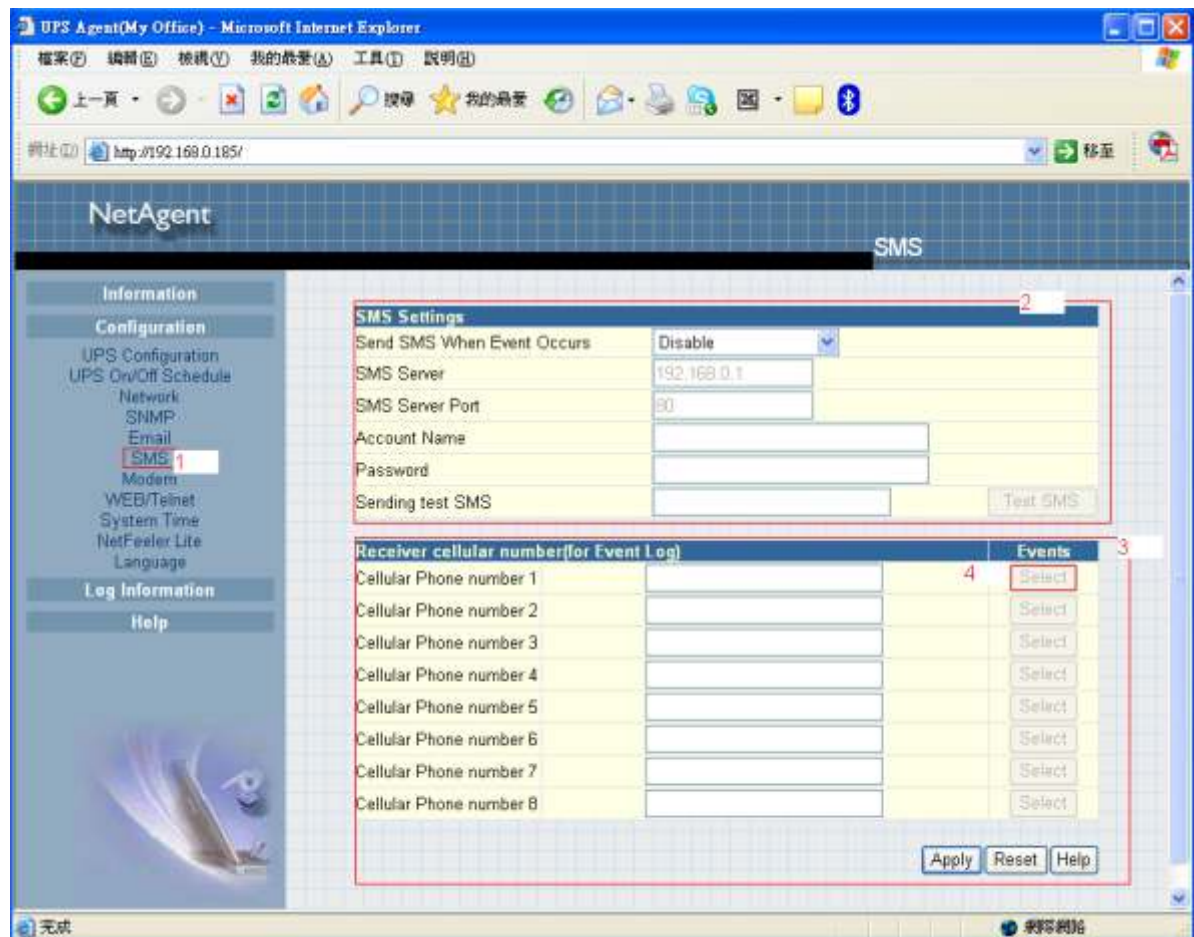 UPS Agent(My Office) - Microsoft Internet Explorer
檔案(F) 編輯(E) 檢視(V) 我的最愛(A) 工具(T) 說明(H)
上一頁 搜尋 我的最愛
網址(D) http://192.168.0.185/ 移至
NetAgent
SMS
Information
Configuration
UPS Configuration
UPS On/Off Schedule
Network
SNMP
Email
SMS 1
Modem
WEB/Telnet
System Time
NetFeeler Lite
Language
Log Information
Help
2
SMS Settings
Send SMS When Event Occurs Disable
SMS Server 192.168.0.1
SMS Server Port 80
Account Name
Password
Sending test SMS Test SMS
3
Receiver cellular number(for Event Log) Events
Cellular Phone number 1 4 Select
Cellular Phone number 2 Select
Cellular Phone number 3 Select
Cellular Phone number 4 Select
Cellular Phone number 5 Select
Cellular Phone number 6 Select
Cellular Phone number 7 Select
Cellular Phone number 8 Select
Apply Reset Help
完成 網際網路